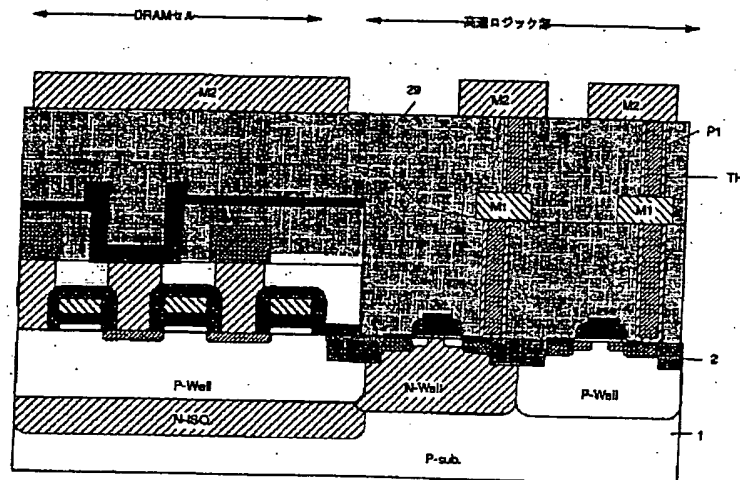 DRAMセル
高速ロジック部
M2
29
M2
M2
P1
TH
M1
M1
2
P-Well
N-Well
P-Well
N-ISO.
1
P-sub.